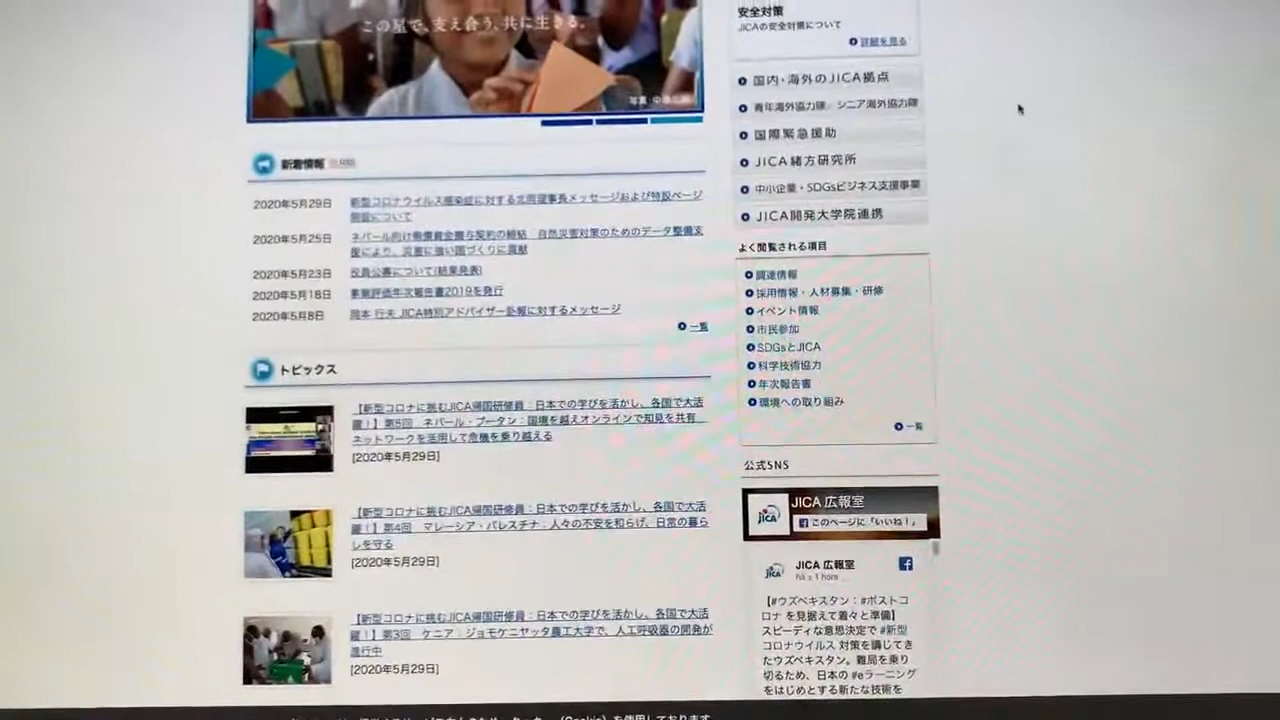 この星で、支え合う、共に生きる。
安全対策
JICAの安全対策について
詳細を見る
国内・海外のJICA拠点
青年海外協力隊／シニア海外協力隊
国際緊急援助
JICA緒方研究所
中小企業・SDGsビジネス支援事業
JICA開発大学院連携
新着情報
RSS
2020年5月29日 新型コロナウイルス感染症に対する北岡理事長メッセージおよび特設ページ
開設について
2020年5月25日 ネパール向け無償資金贈与契約の締結：自然災害対策のためのデータ整備支
援により、災害に強い国づくりに貢献
2020年5月23日 役員公募について(結果発表)
2020年5月18日 事業評価年次報告書2019を発行
2020年5月8日 岡本 行夫 JICA特別アドバイザー訃報に対するメッセージ
一覧
トピックス
【新型コロナに挑むJICA帰国研修員：日本での学びを活かし、各国で大活
躍！】第5回 ネパール・ブータン：国境を越えオンラインで知見を共有
ネットワークを活用して危機を乗り越える
[2020年5月29日]
【新型コロナに挑むJICA帰国研修員：日本での学びを活かし、各国で大活
躍！】第4回 マレーシア・パレスチナ：人々の不安を和らげ、日常の暮ら
しを守る
[2020年5月29日]
【新型コロナに挑むJICA帰国研修員：日本での学びを活かし、各国で大活
躍！】第3回 ケニア：ジョモケニヤッタ農工大学で、人工呼吸器の開発が
進行中
[2020年5月29日]
よく閲覧される項目
調達情報
採用情報・人材募集・研修
イベント情報
市民参加
SDGsとJICA
科学技術協力
年次報告書
環境への取り組み
一覧
公式SNS
JICA 広報室
このページに「いいね！」
JICA 広報室
【#ウズベキスタン：#ポストコ
ロナ を見据えて着々と準備】
スピーディな意思決定で #新型
コロナウイルス 対策を講じてき
たウズベキスタン。難局を乗り
切るため、日本の #eラーニング
をはじめとする新たな技術を
(Cookie) を使用しております